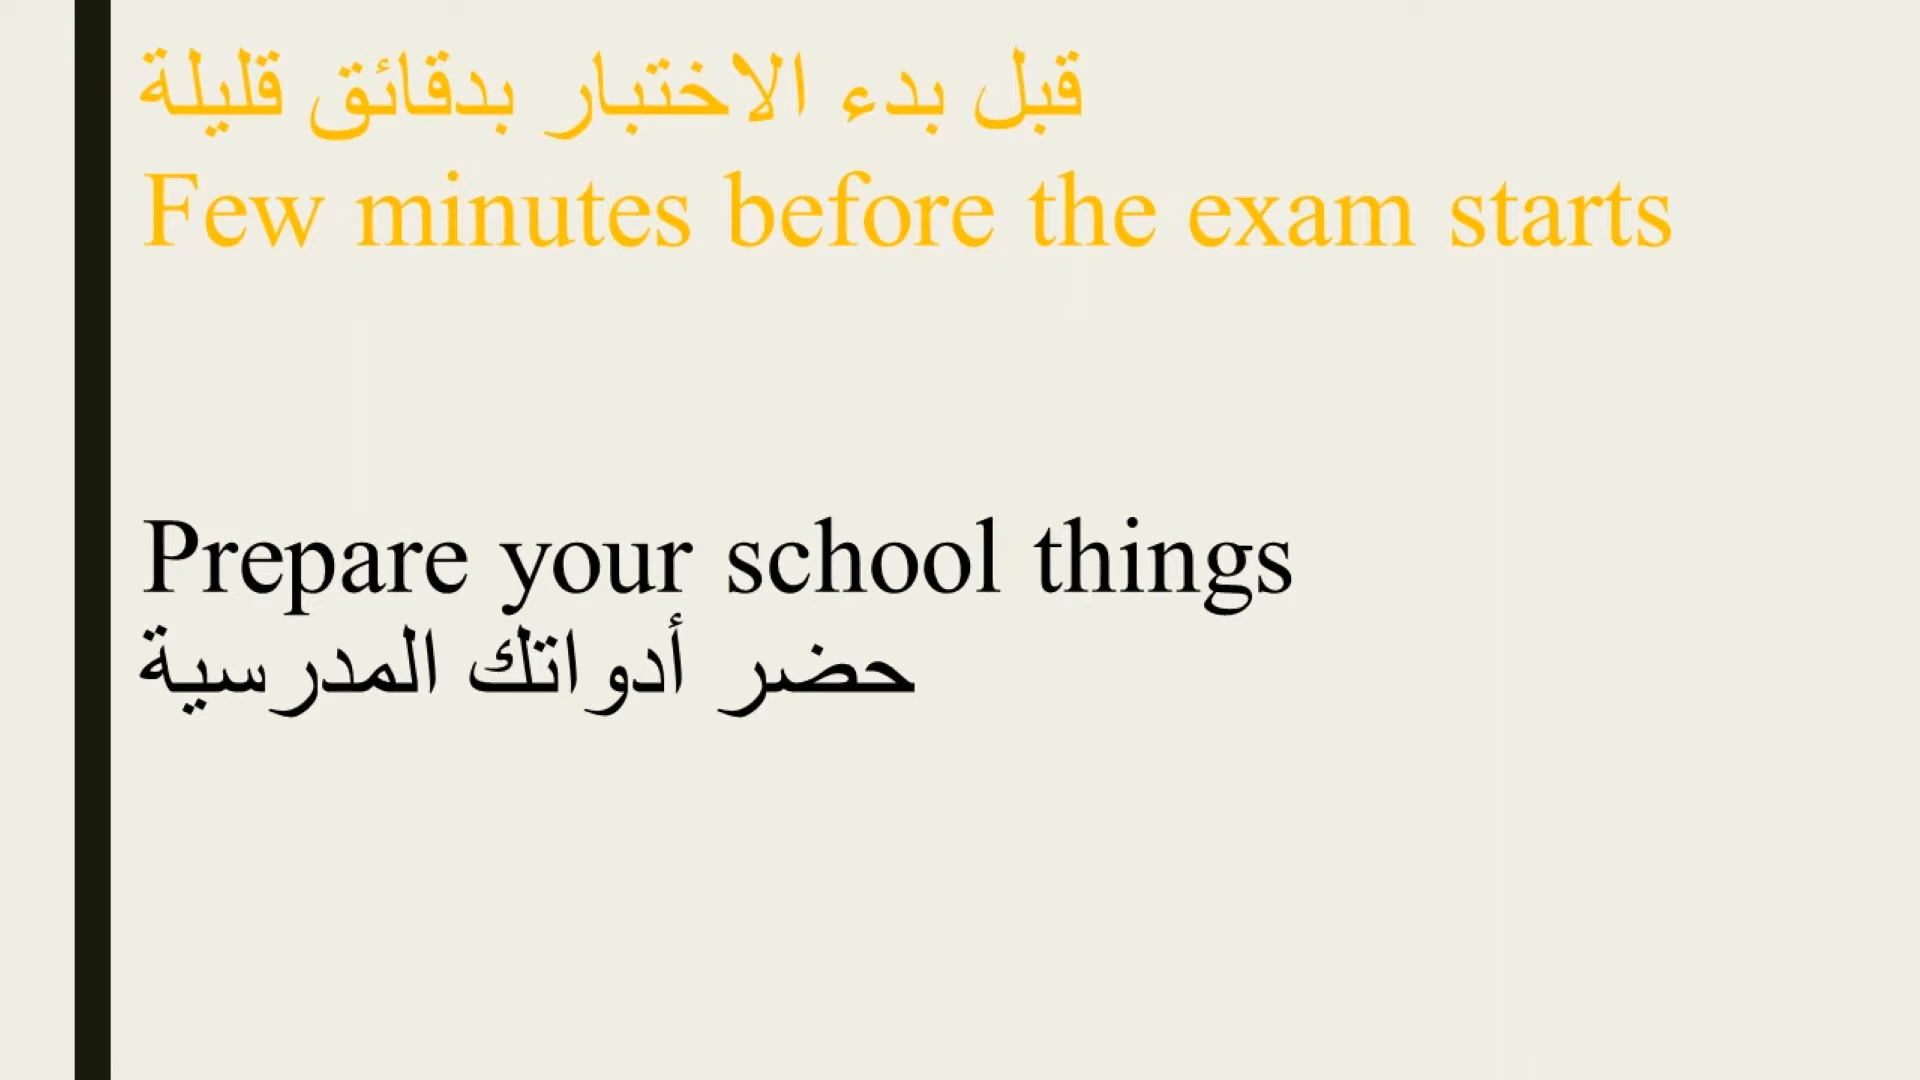 قبل بدء الاختبار بدقائق قليلة
Few minutes before the exam starts
Prepare your school things
حضر أدواتك المدرسية